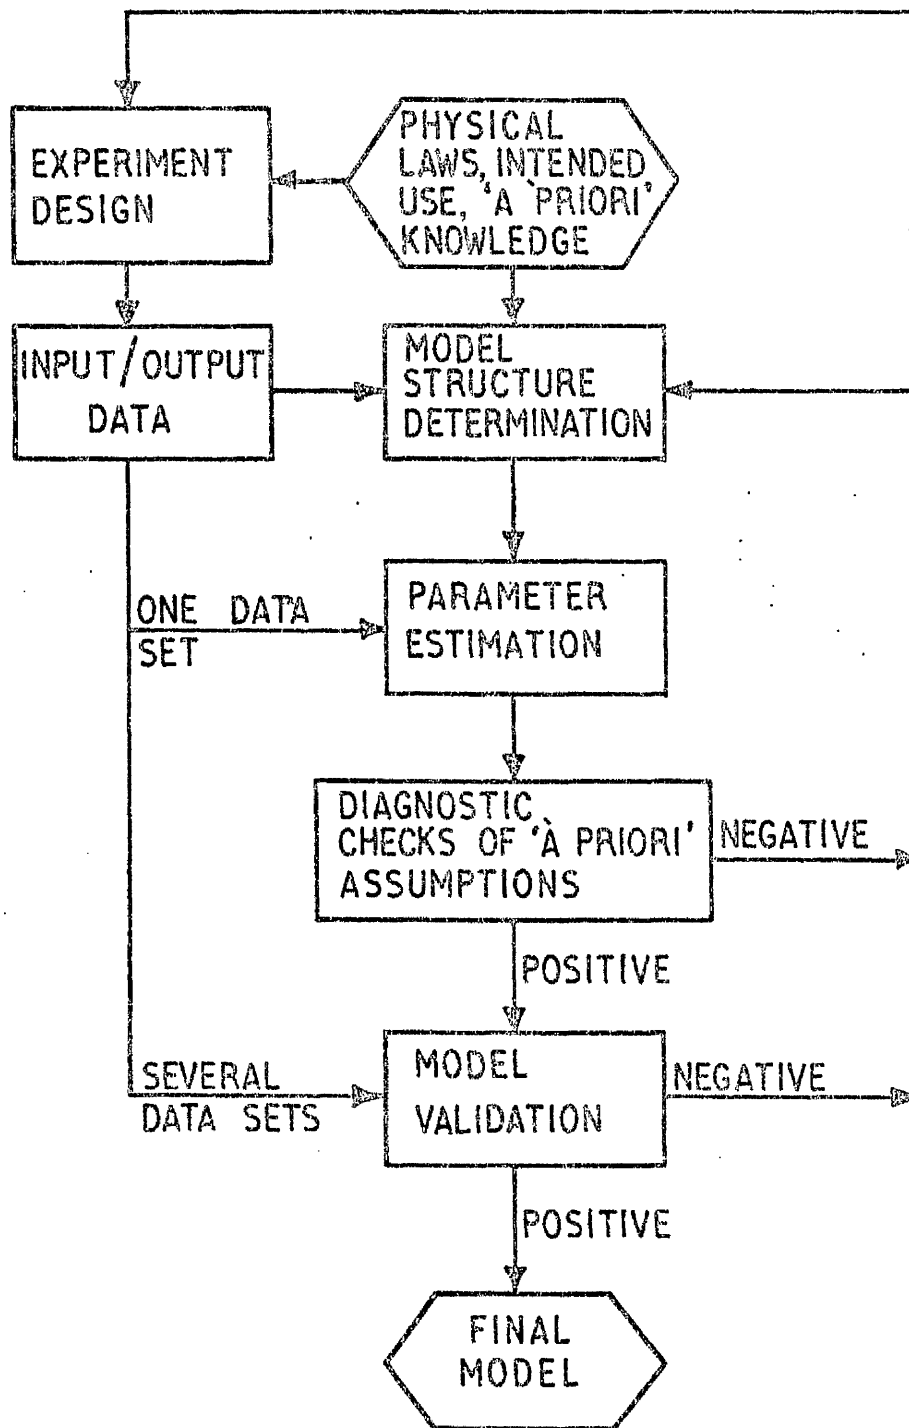 EXPERIMENT
DESIGN
PHYSICAL
LAWS, INTENDED
USE, 'A 'PRIORI'
KNOWLEDGE
INPUT/OUTPUT
DATA
MODEL
STRUCTURE
DETERMINATION
ONE DATA
SET
PARAMETER
ESTIMATION
DIAGNOSTIC
CHECKS OF 'À PRIORI'
ASSUMPTIONS
NEGATIVE
POSITIVE
SEVERAL
DATA SETS
MODEL
VALIDATION
NEGATIVE
POSITIVE
FINAL
MODEL